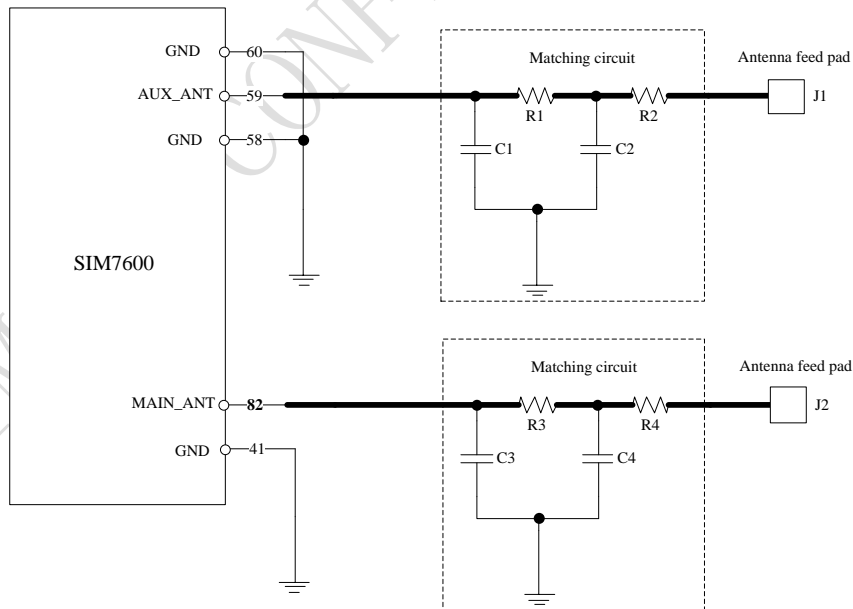 GND 60
AUX_ANT 59
GND 58
SIM7600
MAIN_ANT 82
GND 41
Matching circuit
R1 R2
C1 C2
Antenna feed pad
J1
Matching circuit
R3 R4
C3 C4
Antenna feed pad
J2